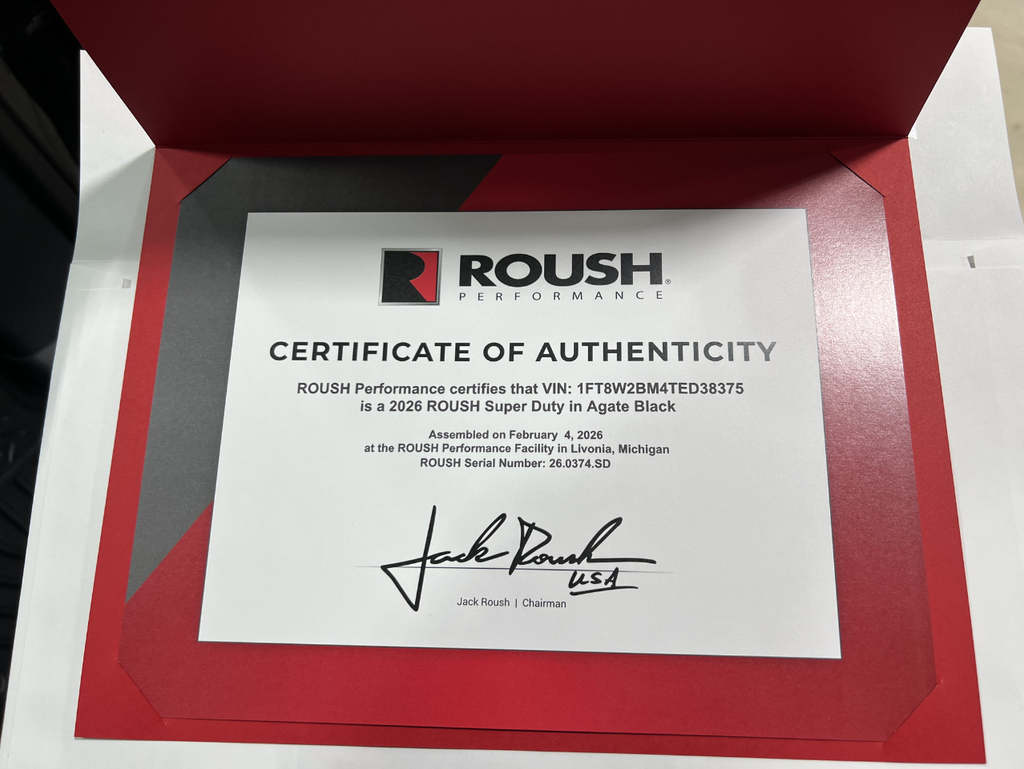 ROUSH®
PERFORMANCE
CERTIFICATE OF AUTHENTICITY
ROUSH Performance certifies that VIN: 1FT8W2BM4TED38375
is a 2026 ROUSH Super Duty in Agate Black
Assembled on February 4, 2026
at the ROUSH Performance Facility in Livonia, Michigan
ROUSH Serial Number: 26.0374.SD
Jack Roush
USA
Jack Roush | Chairman